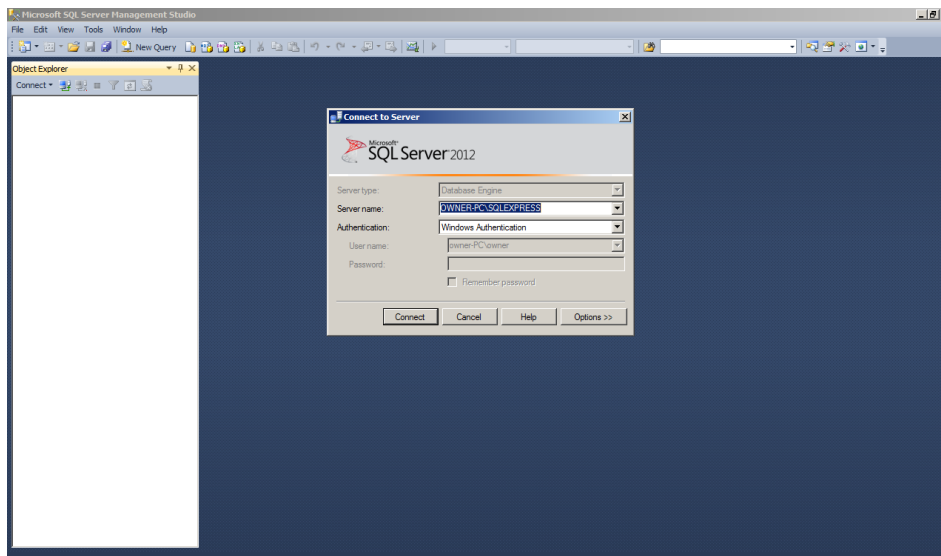 Microsoft SQL Server Management Studio
File Edit View Tools Window Help
New Query
Object Explorer
Connect
Connect to Server
Microsoft
SQL Server 2012
Server type: Database Engine
Server name: OWNER-PC\SQLEXPRESS
Authentication: Windows Authentication
User name: owner-PC\owner
Password:
Remember password
Connect Cancel Help Options >>